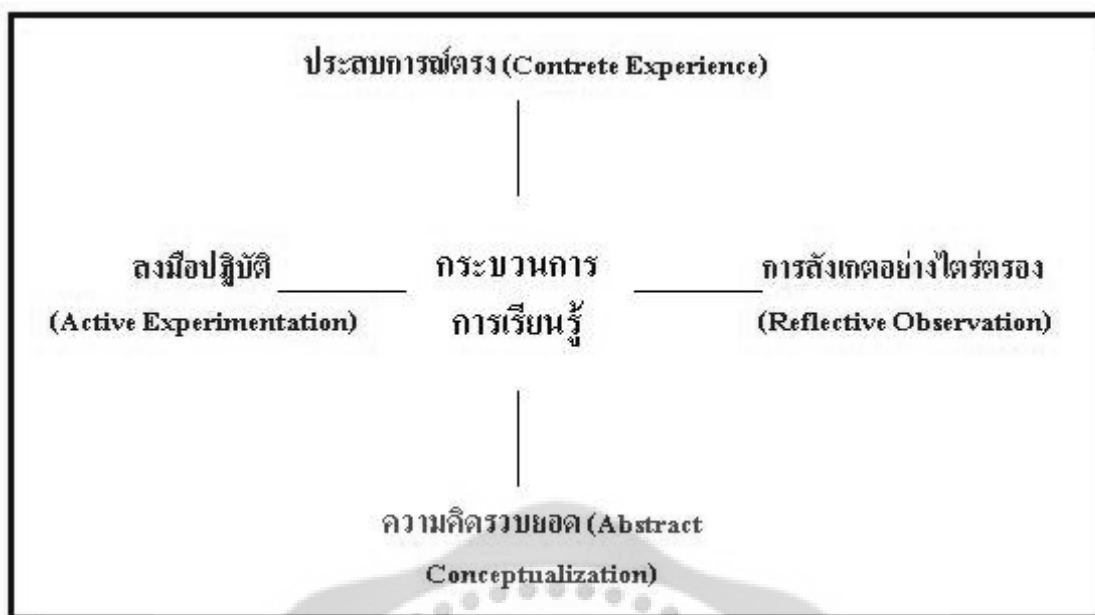 ประสบการณ์ตรง (Contrete Experience)
ลงมือปฏิบัติ
(Active Experimentation)
กระบวนการ
การเรียนรู้
การสังเกตอย่างไตร่ตรอง
(Reflective Observation)
ความคิดรวบยอด (Abstract
Conceptualization)